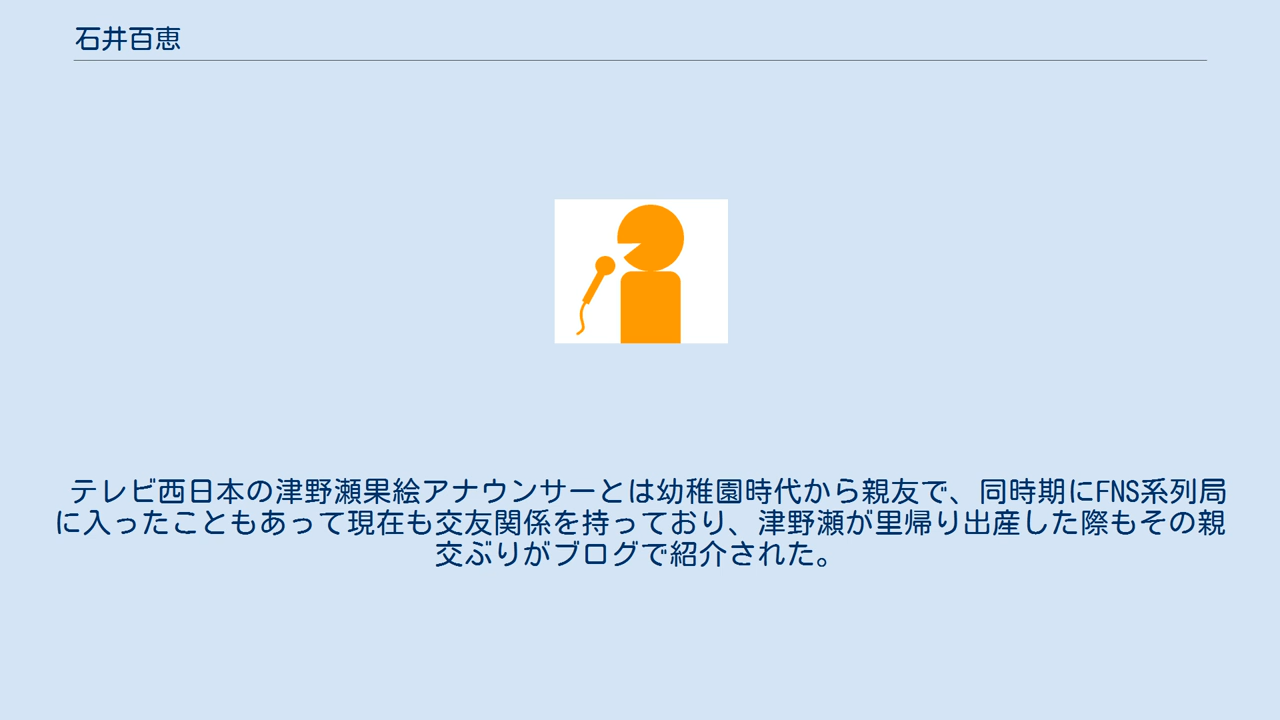 石井百恵
テレビ西日本の津野瀬果絵アナウンサーとは幼稚園時代から親友で、同時期にFNS系列局
に入ったこともあって現在も交友関係を持っており、津野瀬が里帰り出産した際もその親
交ぶりがブログで紹介された。